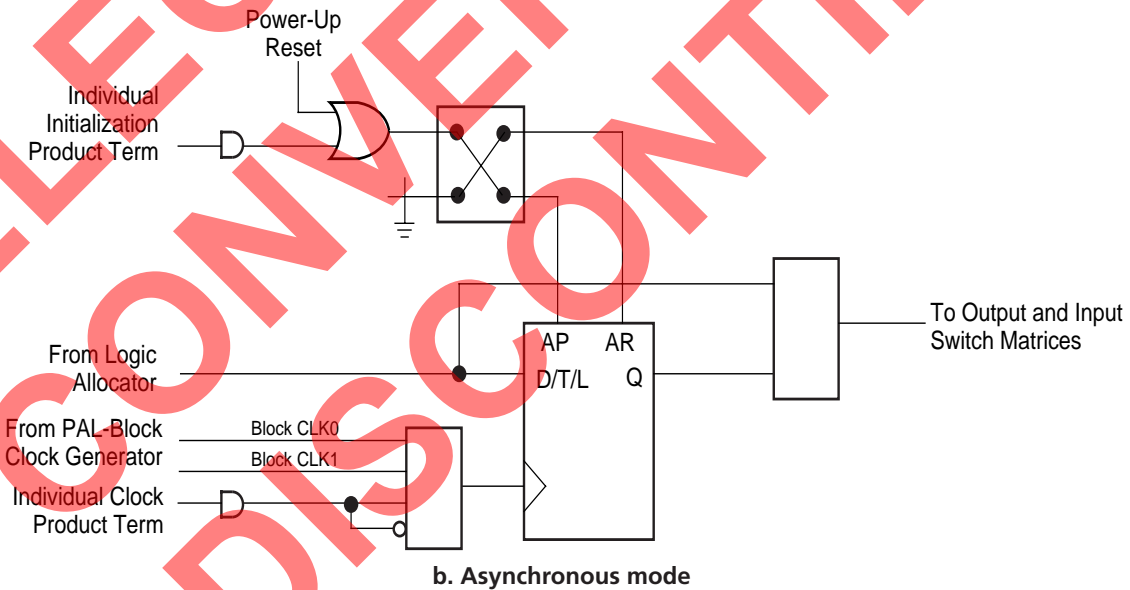 Power-Up
Reset
Individual
Initialization
Product Term
AP AR
D/T/L Q
To Output and Input
Switch Matrices
From Logic
Allocator
From PAL-Block
Clock Generator
Block CLK0
Block CLK1
Individual Clock
Product Term
b. Asynchronous mode
DISCONTI